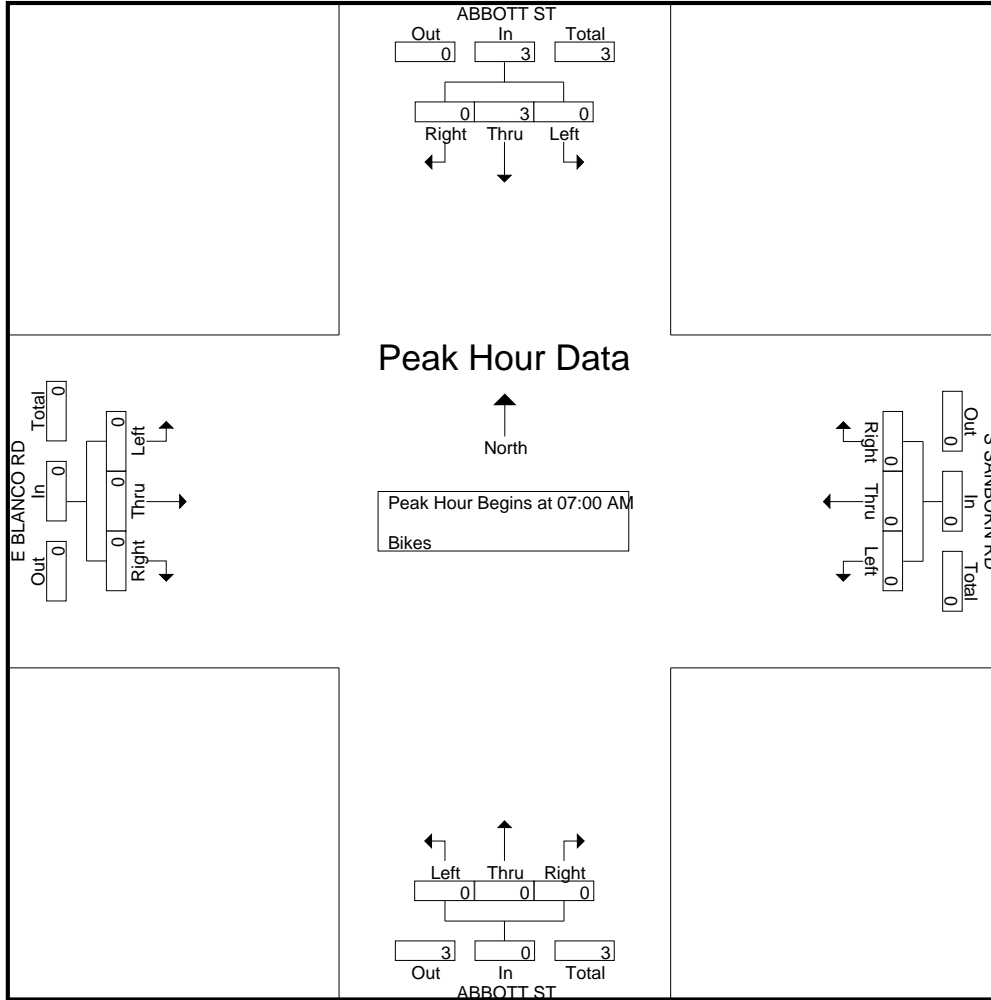 ABBOTT ST
Out In Total
0 3 3
0 3 0
Right Thru Left
Peak Hour Data
North
Peak Hour Begins at 07:00 AM
Bikes
E BLANCO RD
Out In Total
0 0 0
0 0 0
Right Thru Left
S SANBORN RD
Out In Total
0 0 0
Right Thru Left
0 0 0
Left Thru Right
0 0 0
3 0 3
Out In Total
ABBOTT ST